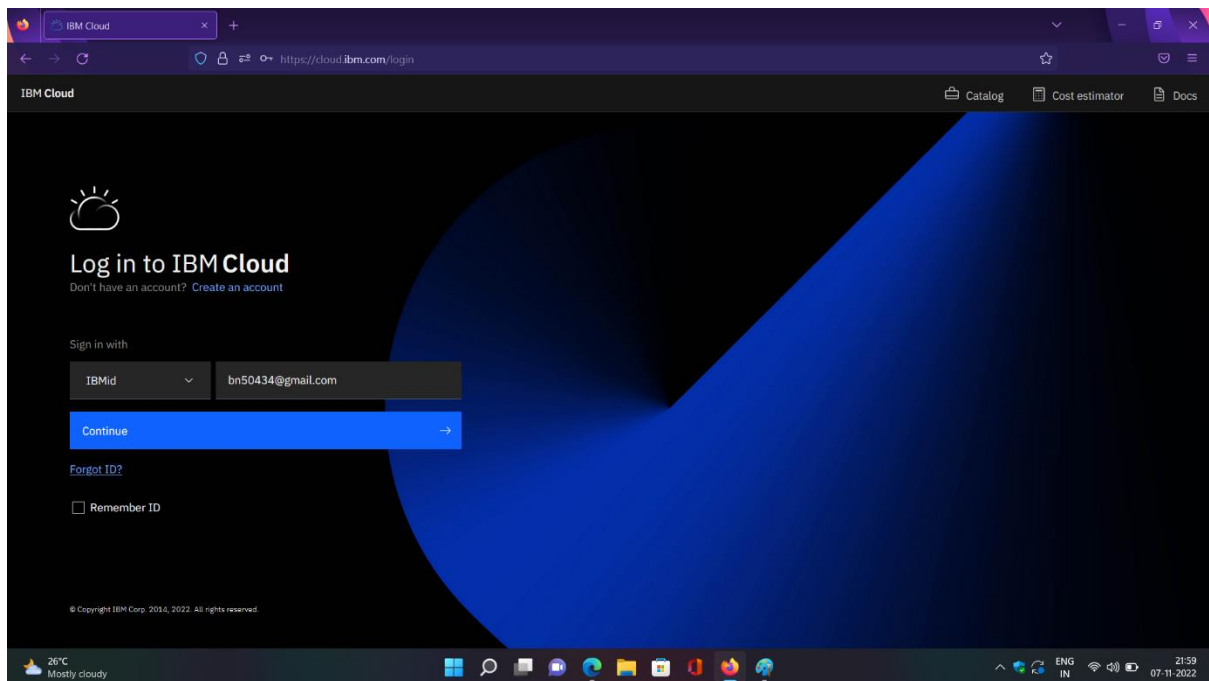 IBM Cloud
https://cloud.ibm.com/login
IBM Cloud
Catalog
Cost estimator
Docs
Log in to IBM Cloud
Don't have an account? Create an account
Sign in with
IBMid
bn50434@gmail.com
Continue
Forgot ID?
Remember ID
© Copyright IBM Corp. 2014, 2022. All rights reserved.
26°C
Mostly cloudy
ENG
IN
21:59
07-11-2022